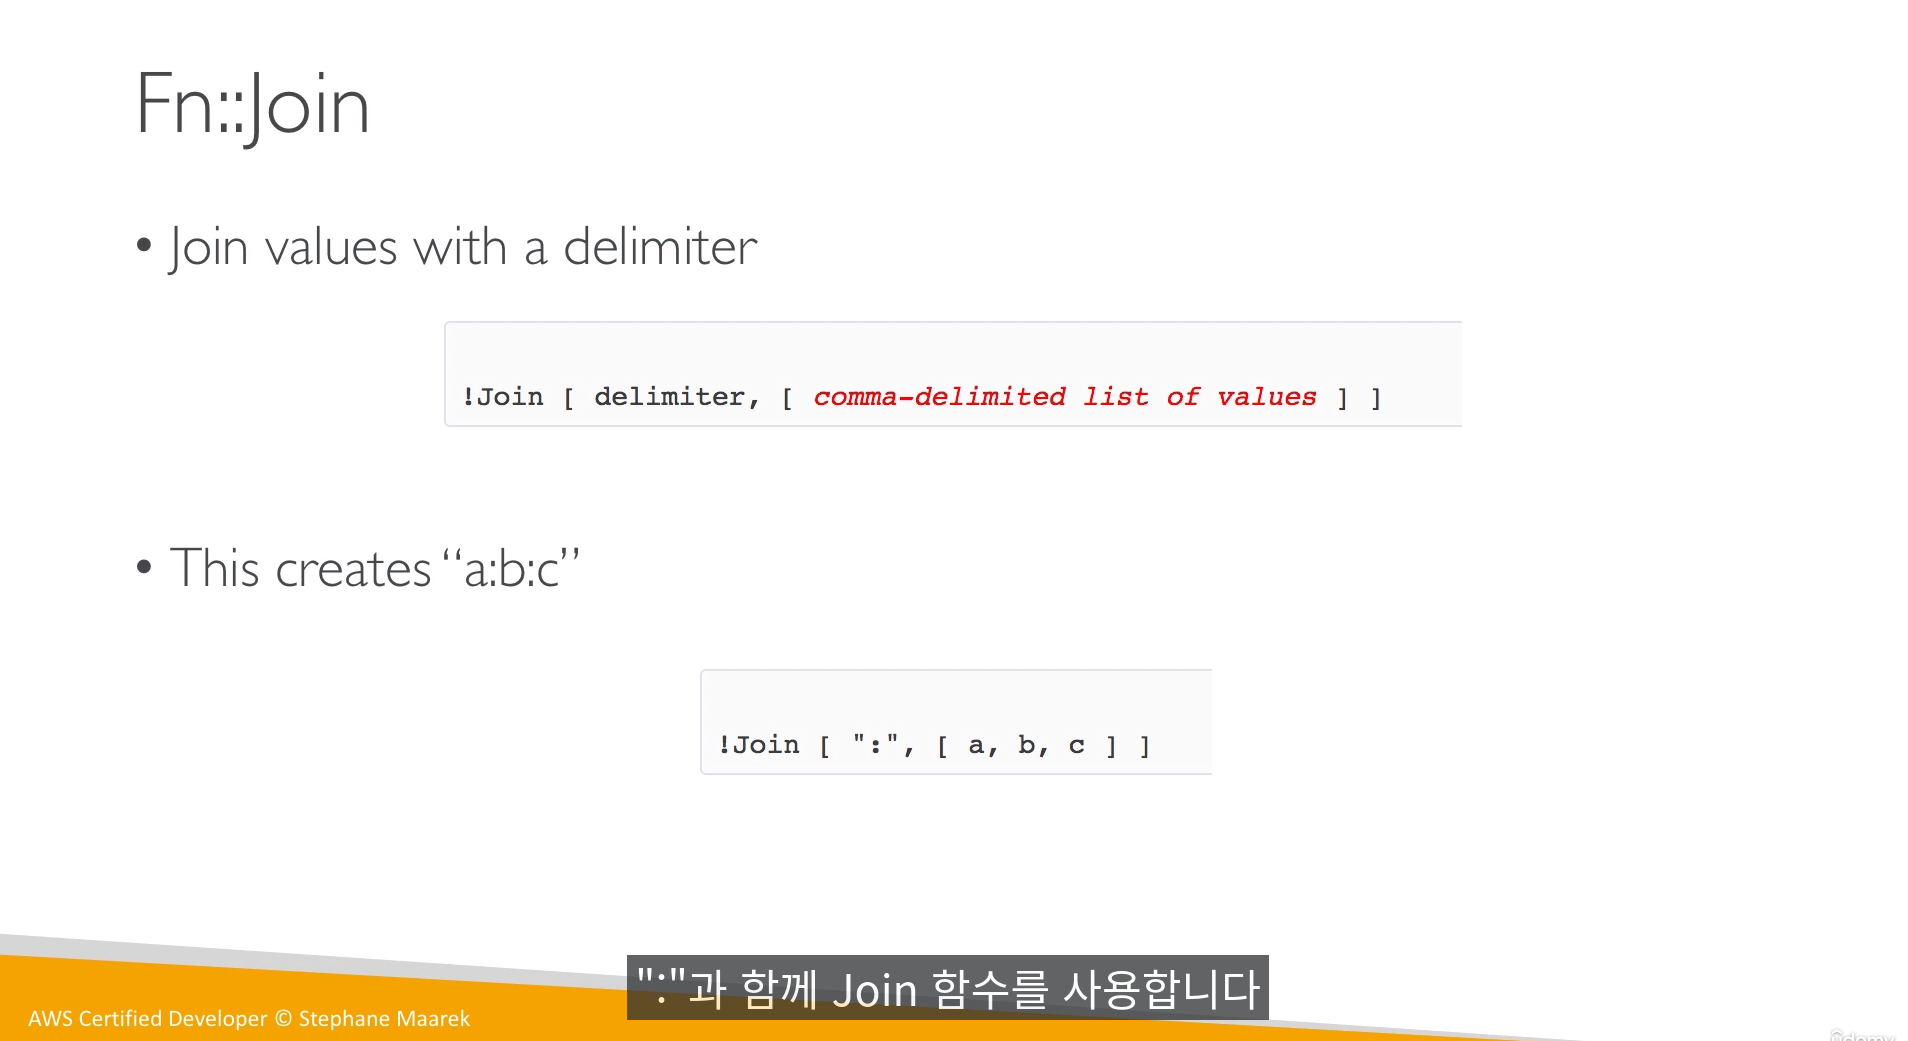 Fn::Join
• Join values with a delimiter
!Join [ delimiter, [ comma-delimited list of values ] ]
• This creates “a:b:c”
!Join [ ":", [ a, b, c ] ]
":"과 함께 Join 함수를 사용합니다
AWS Certified Developer © Stephane Maarek